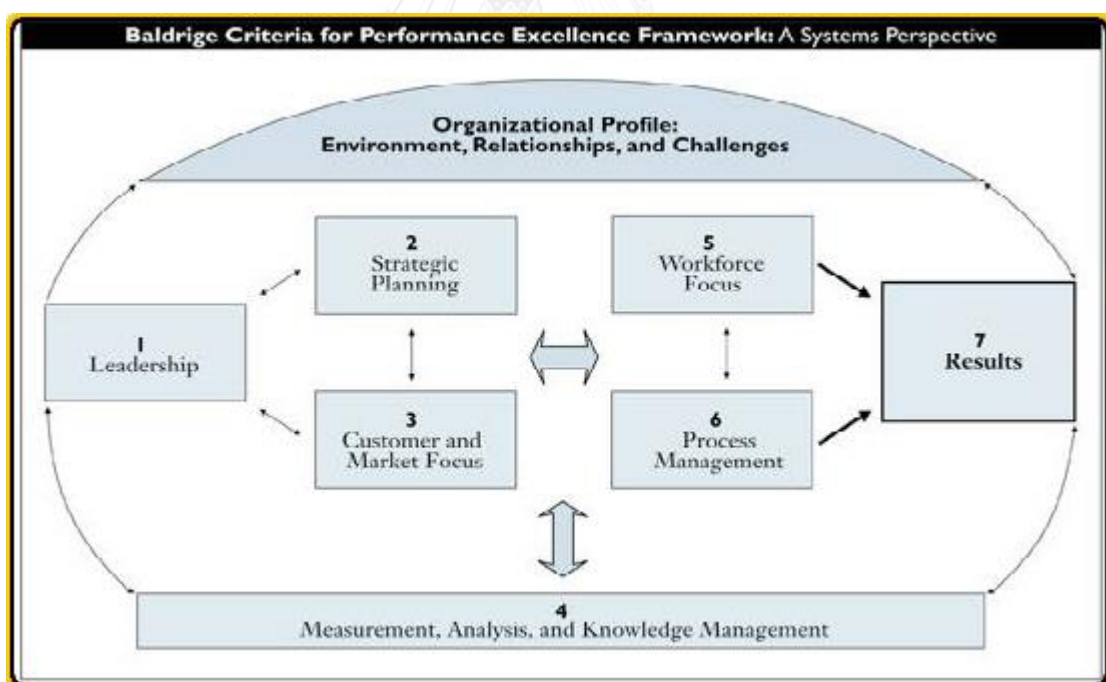 Baldrige Criteria for Performance Excellence Framework: A Systems Perspective
Organizational Profile:
Environment, Relationships, and Challenges
2
Strategic
Planning
5
Workforce
Focus
1
Leadership
7
Results
3
Customer and
Market Focus
6
Process
Management
4
Measurement, Analysis, and Knowledge Management